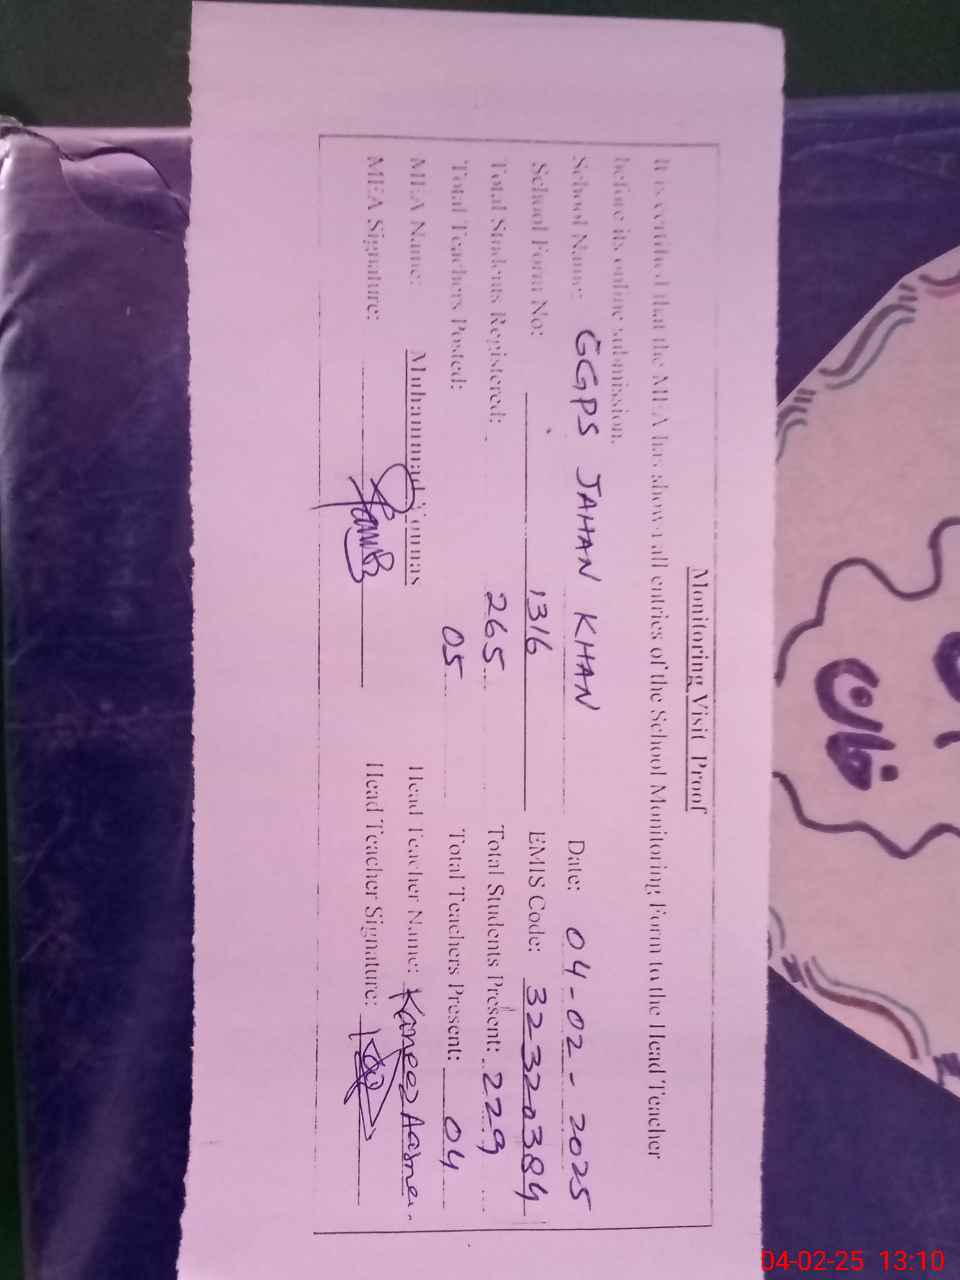 Monitoring Visit Proof
It is certified that the MEA has shown all entries of the School Monitoring Form to the Head Teacher
before its online submission.
School Name: GGPS JAHAN KHAN Date: 04-02-2025
School Form No: 1316 EMIS Code: 32320384
Total Students Registered: 265 Total Students Present: 229
Total Teachers Posted: 05 Total Teachers Present: 04
MEA Name: Muhammad Younas Head Teacher Name: Kaneez
MEA Signature: Head Teacher Signature:
خان
04-02-25 13:10